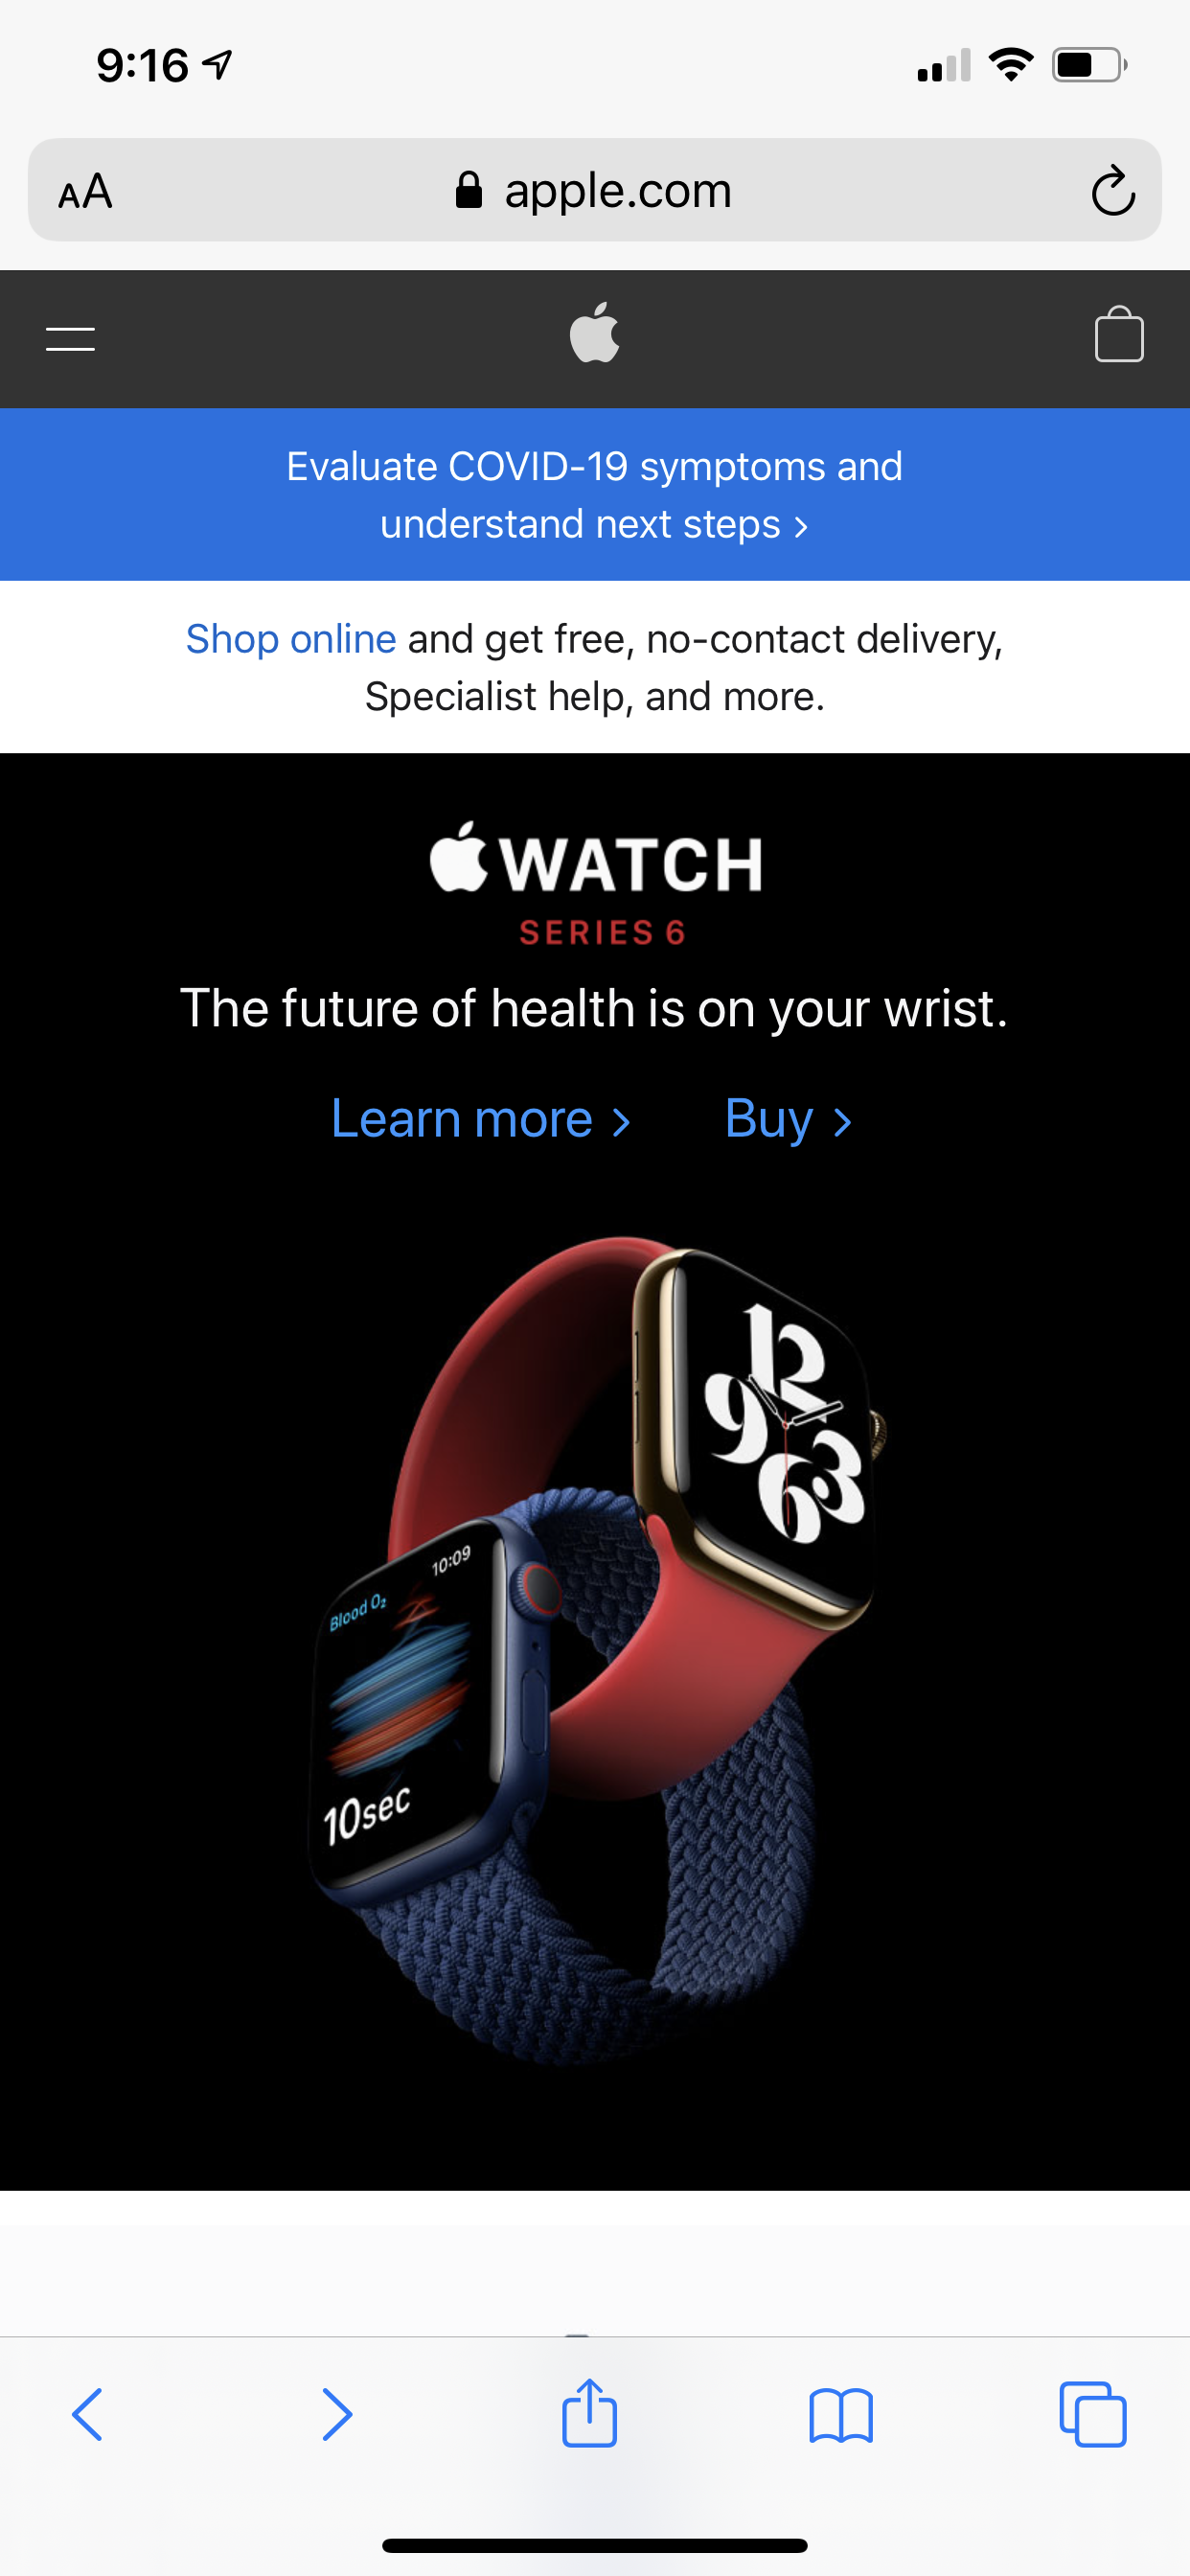 9:16
AA apple.com
Evaluate COVID-19 symptoms and
understand next steps >
Shop online and get free, no-contact delivery,
Specialist help, and more.
WATCH
SERIES 6
The future of health is on your wrist.
Learn more > Buy >
12
9
3
6
10:09
Blood O₂
10sec